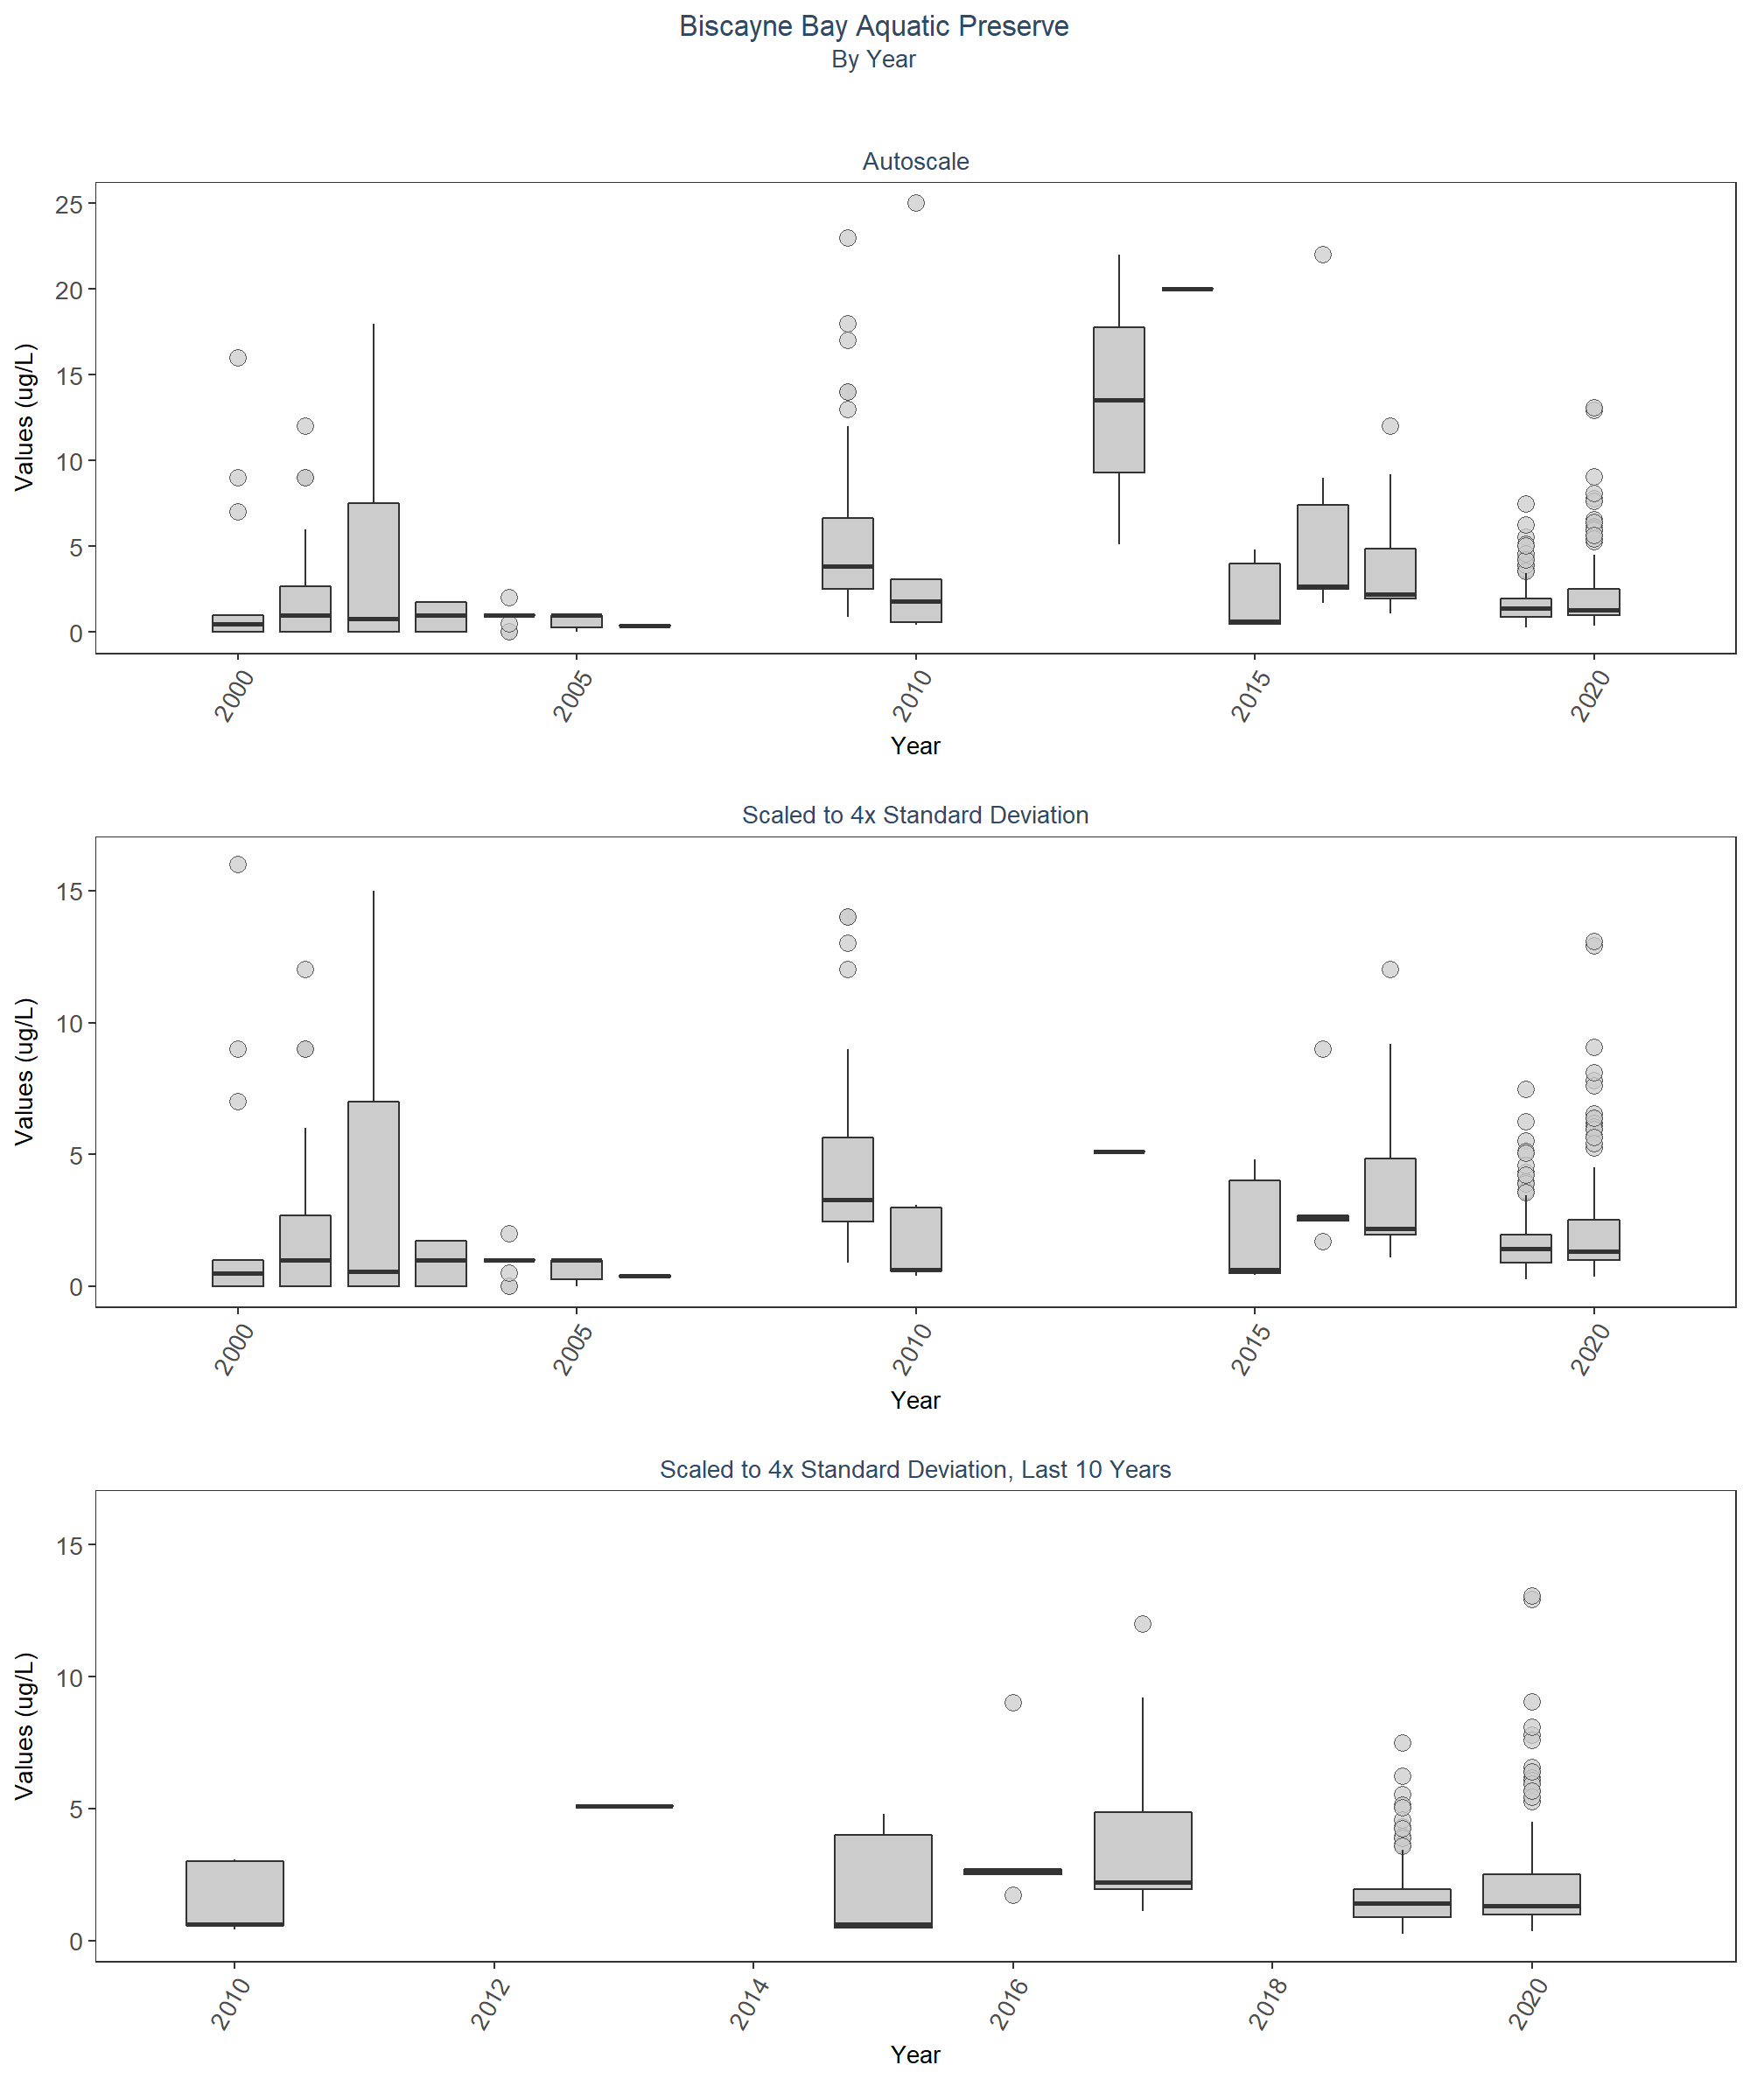 Biscayne Bay Aquatic Preserve
By Year
Autoscale
Values (ug/L)
25
20
15
10
5
0
2000
2005
2010
2015
2020
Year
Scaled to 4x Standard Deviation
Values (ug/L)
15
10
5
0
2000
2005
2010
2015
2020
Year
Scaled to 4x Standard Deviation, Last 10 Years
Values (ug/L)
15
10
5
0
2010
2012
2014
2016
2018
2020
Year